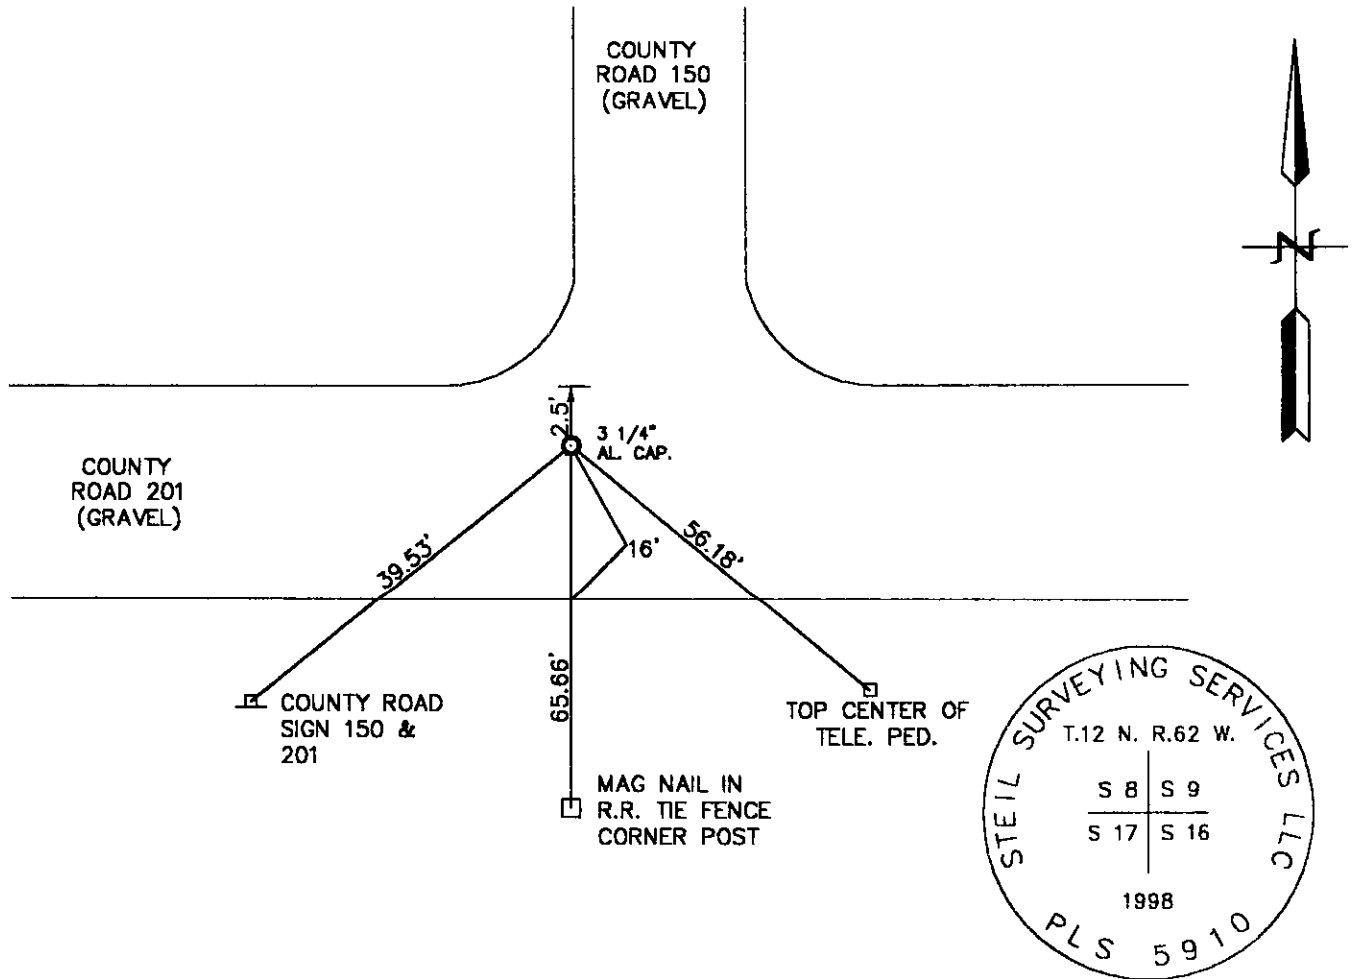 COUNTY
ROAD 150
(GRAVEL)
N
2.5'
3 1/4"
AL. CAP.
COUNTY
ROAD 201
(GRAVEL)
39.53'
16'
56.18'
65.66'
COUNTY ROAD
SIGN 150 &
201
TOP CENTER OF
TELE. PED.
MAG NAIL IN
R.R. TIE FENCE
CORNER POST
STEIL SURVEYING SERVICES LLC
T.12 N. R.62 W.
S 8 S 9
S 17 S 16
1998
PLS 5910